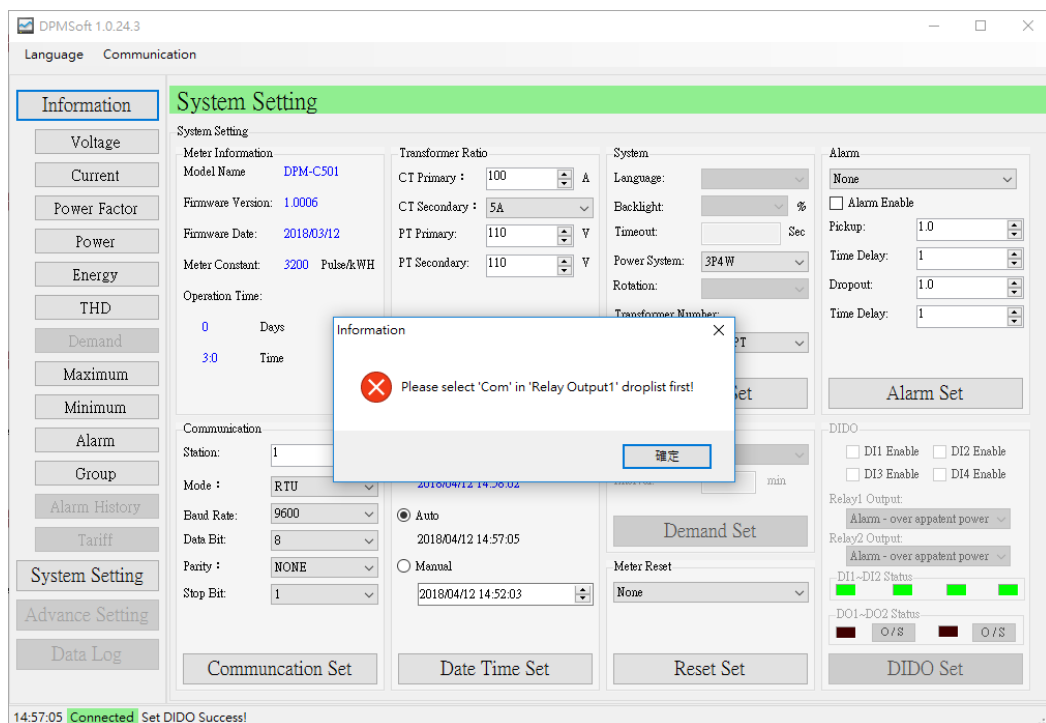 DPMSoft 1.0.24.3
Language Communication
Information
Voltage
Current
Power Factor
Power
Energy
THD
Demand
Maximum
Minimum
Alarm
Group
Alarm History
Tariff
System Setting
Advance Setting
Data Log
System Setting
System Setting
Meter Information
Model Name DPM-C501
Firmware Version: 1.0006
Firmware Date: 2018/03/12
Meter Constant: 3200 Pulse/kWH
Operation Time:
0 Days
3:0 Time
Transformer Ratio
CT Primary : 100 A
CT Secondary : 5A
PT Primary: 110 V
PT Secondary: 110 V
System
Language:
Backlight: %
Timeout: Sec
Power System: 3P4W
Rotation:
Transformer Number:
PT
Set
Alarm
None
Alarm Enable
Pickup: 1.0
Time Delay: 1
Dropout: 1.0
Time Delay: 1
Alarm Set
Information
Please select 'Com' in 'Relay Output1' droplist first!
確定
Communication
Station: 1
Mode : RTU
Baud Rate: 9600
Data Bit: 8
Parity : NONE
Stop Bit: 1
Communcation Set
2018/04/12 14:58:02
Auto
2018/04/12 14:57:05
Manual
2018/04/12 14:52:03
Date Time Set
min
Demand Set
Meter Reset
None
Reset Set
DIDO
DI1 Enable DI2 Enable
DI3 Enable DI4 Enable
Relay1 Output:
Alarm - over appatent power
Relay2 Output:
Alarm - over appatent power
DI1~DI2 Status
DO1~DO2 Status
O/S O/S
DIDO Set
14:57:05 Connected Set DIDO Success!